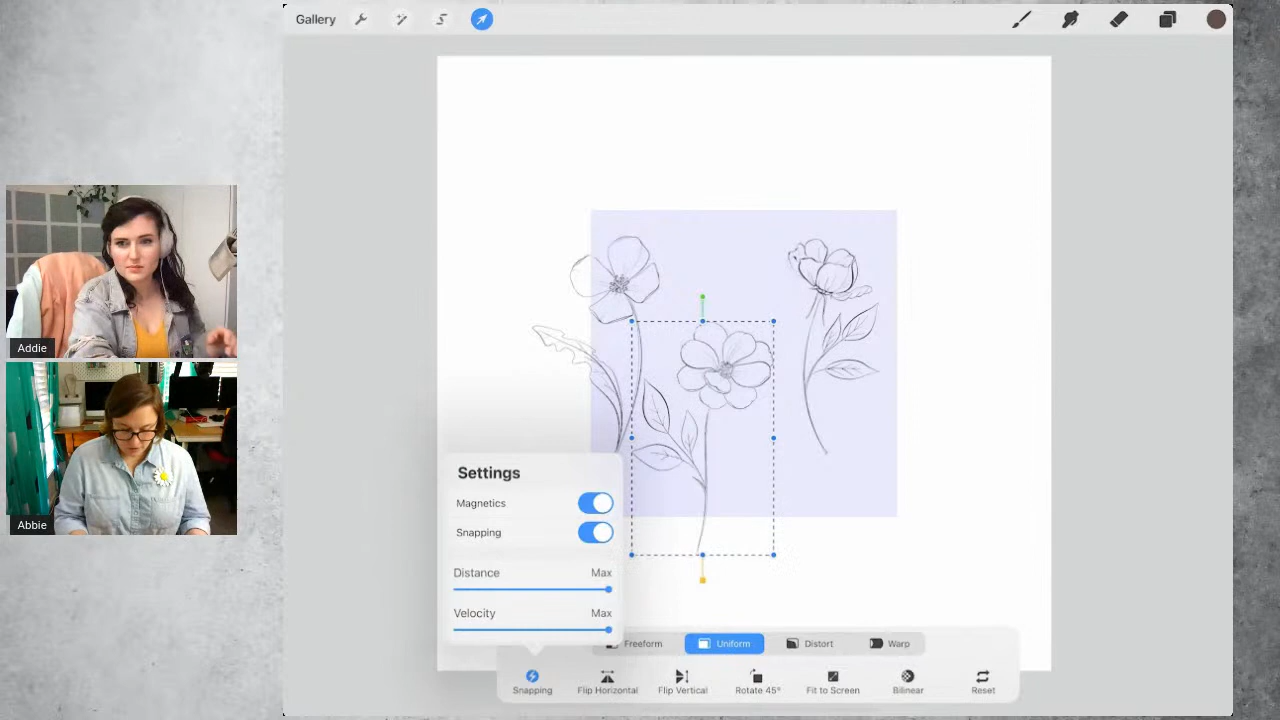 Gallery
Addie
Abbie
Settings
Magnetics
Snapping
Distance Max
Velocity Max
Freeform Uniform Distort Warp
Snapping Flip Horizontal Flip Vertical Rotate 45° Fit to Screen Bilinear Reset